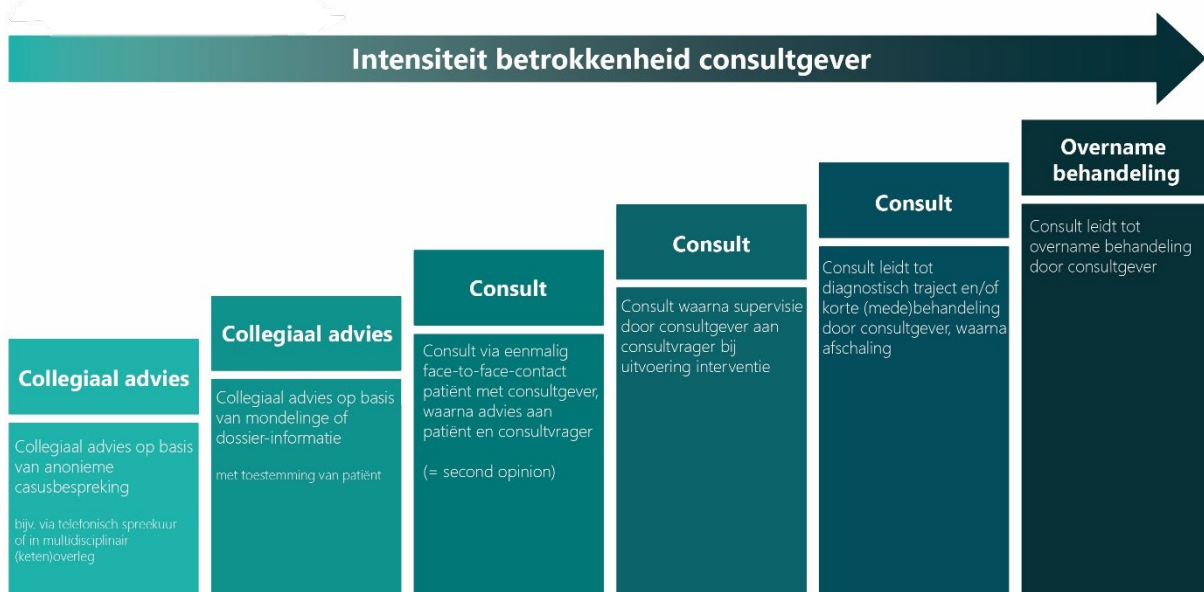 Intensiteit betrokkenheid consultgever
Collegiaal advies
Collegiaal advies op basis
van anonieme
casusbespreking
bijv. via telefonisch spreekuur
of in multidisciplinair
(keten)overleg
Collegiaal advies
Collegiaal advies op basis
van mondelinge of
dossier-informatie
met toestemming van patiënt
Consult
Consult via eenmalig
face-to-face-contact
patiënt met consultgever,
waarna advies aan
patiënt en consultvrager
(= second opinion)
Consult
Consult waarna supervisie
door consultgever aan
consultvrager bij
uitvoering interventie
Consult
Consult leidt tot
diagnostisch traject en/of
korte (mede)behandeling
door consultgever, waarna
afschaling
Overname
behandeling
Consult leidt tot
overname behandeling
door consultgever